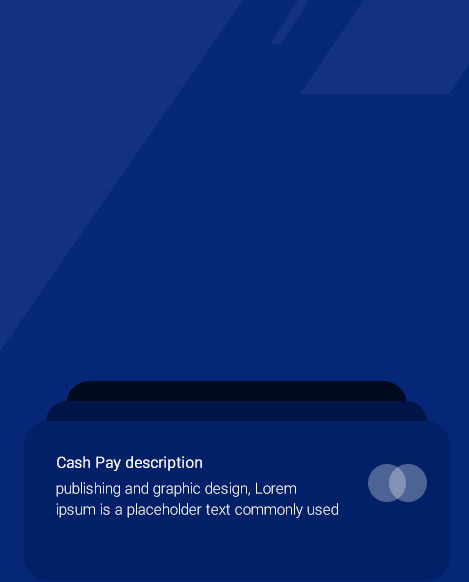 Cash Pay description
publishing and graphic design, Lorem
ipsum is a placeholder text commonly used